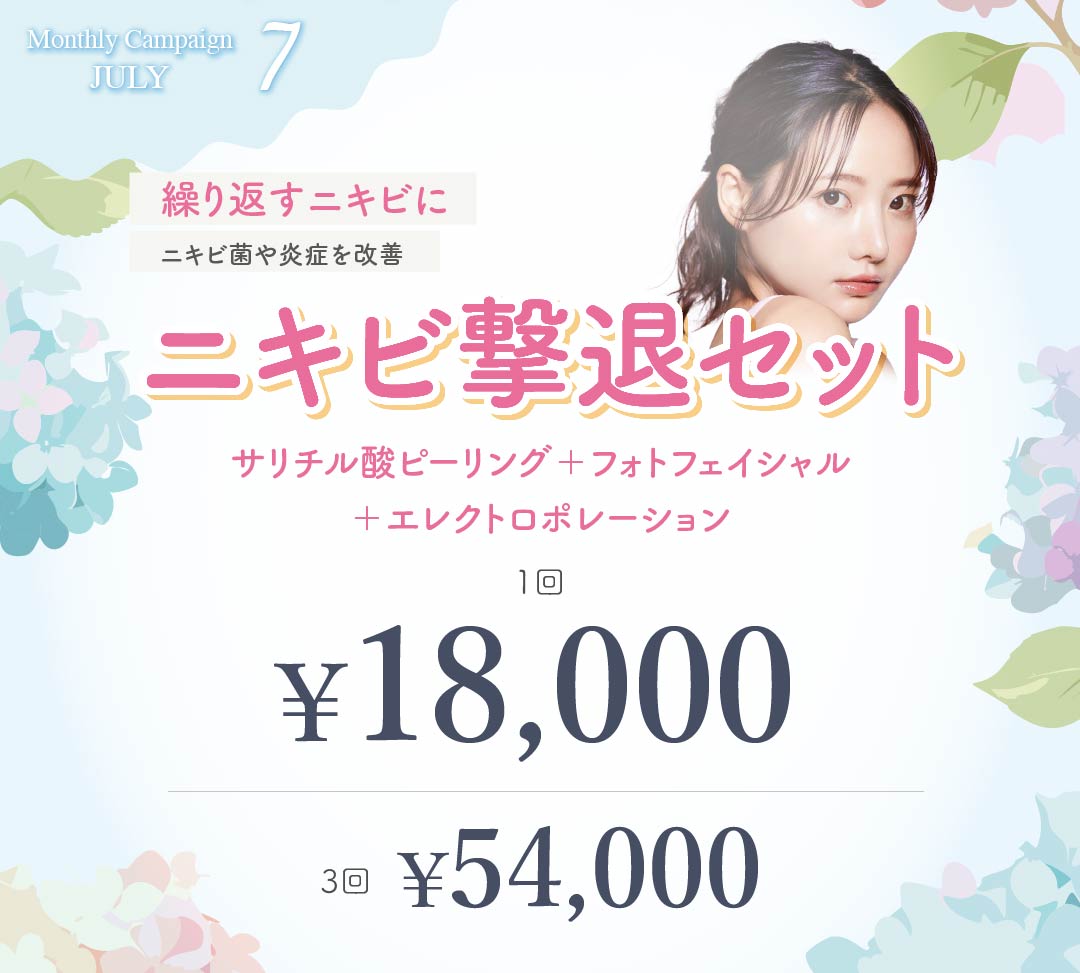 Monthly Campaign
JULY 7
繰り返すニキビに
ニキビ菌や炎症を改善
ニキビ撃退セット
サリチル酸ピーリング＋フォトフェイシャル
＋エレクトロポレーション
1回
¥18,000
3回 ¥54,000